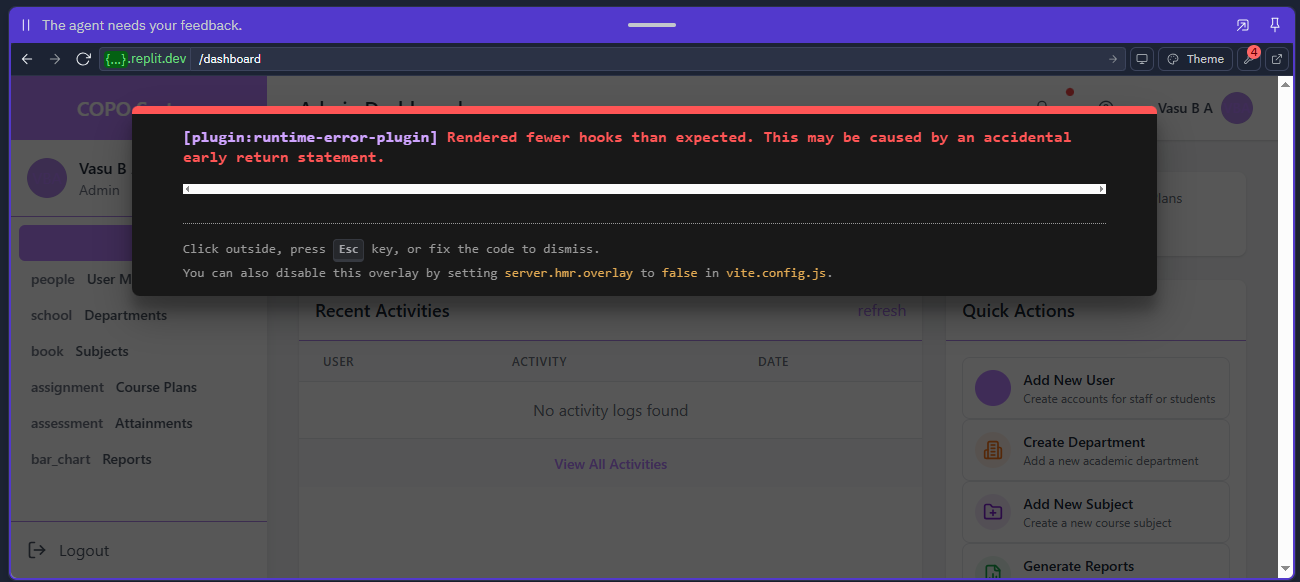 The agent needs your feedback.
{...}.replit.dev /dashboard
Theme
4
COPO
Vasu B A
[plugin:runtime-error-plugin] Rendered fewer hooks than expected. This may be caused by an accidental
early return statement.
Click outside, press Esc key, or fix the code to dismiss.
You can also disable this overlay by setting server.hmr.overlay to false in vite.config.js.
Vasu B
Admin
people User M
school Departments
book Subjects
assignment Course Plans
assessment Attainments
bar_chart Reports
Logout
lans
Recent Activities
refresh
USER ACTIVITY DATE
No activity logs found
View All Activities
Quick Actions
Add New User
Create accounts for staff or students
Create Department
Add a new academic department
Add New Subject
Create a new course subject
Generate Reports